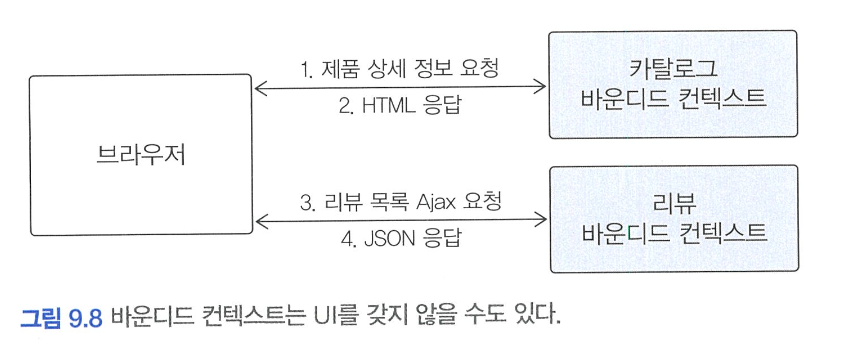 브라우저
1. 제품 상세 정보 요청
2. HTML 응답
카탈로그
바운디드 컨텍스트
3. 리뷰 목록 Ajax 요청
4. JSON 응답
리뷰
바운디드 컨텍스트
그림 9.8 바운디드 컨텍스트는 UI를 갖지 않을 수도 있다.